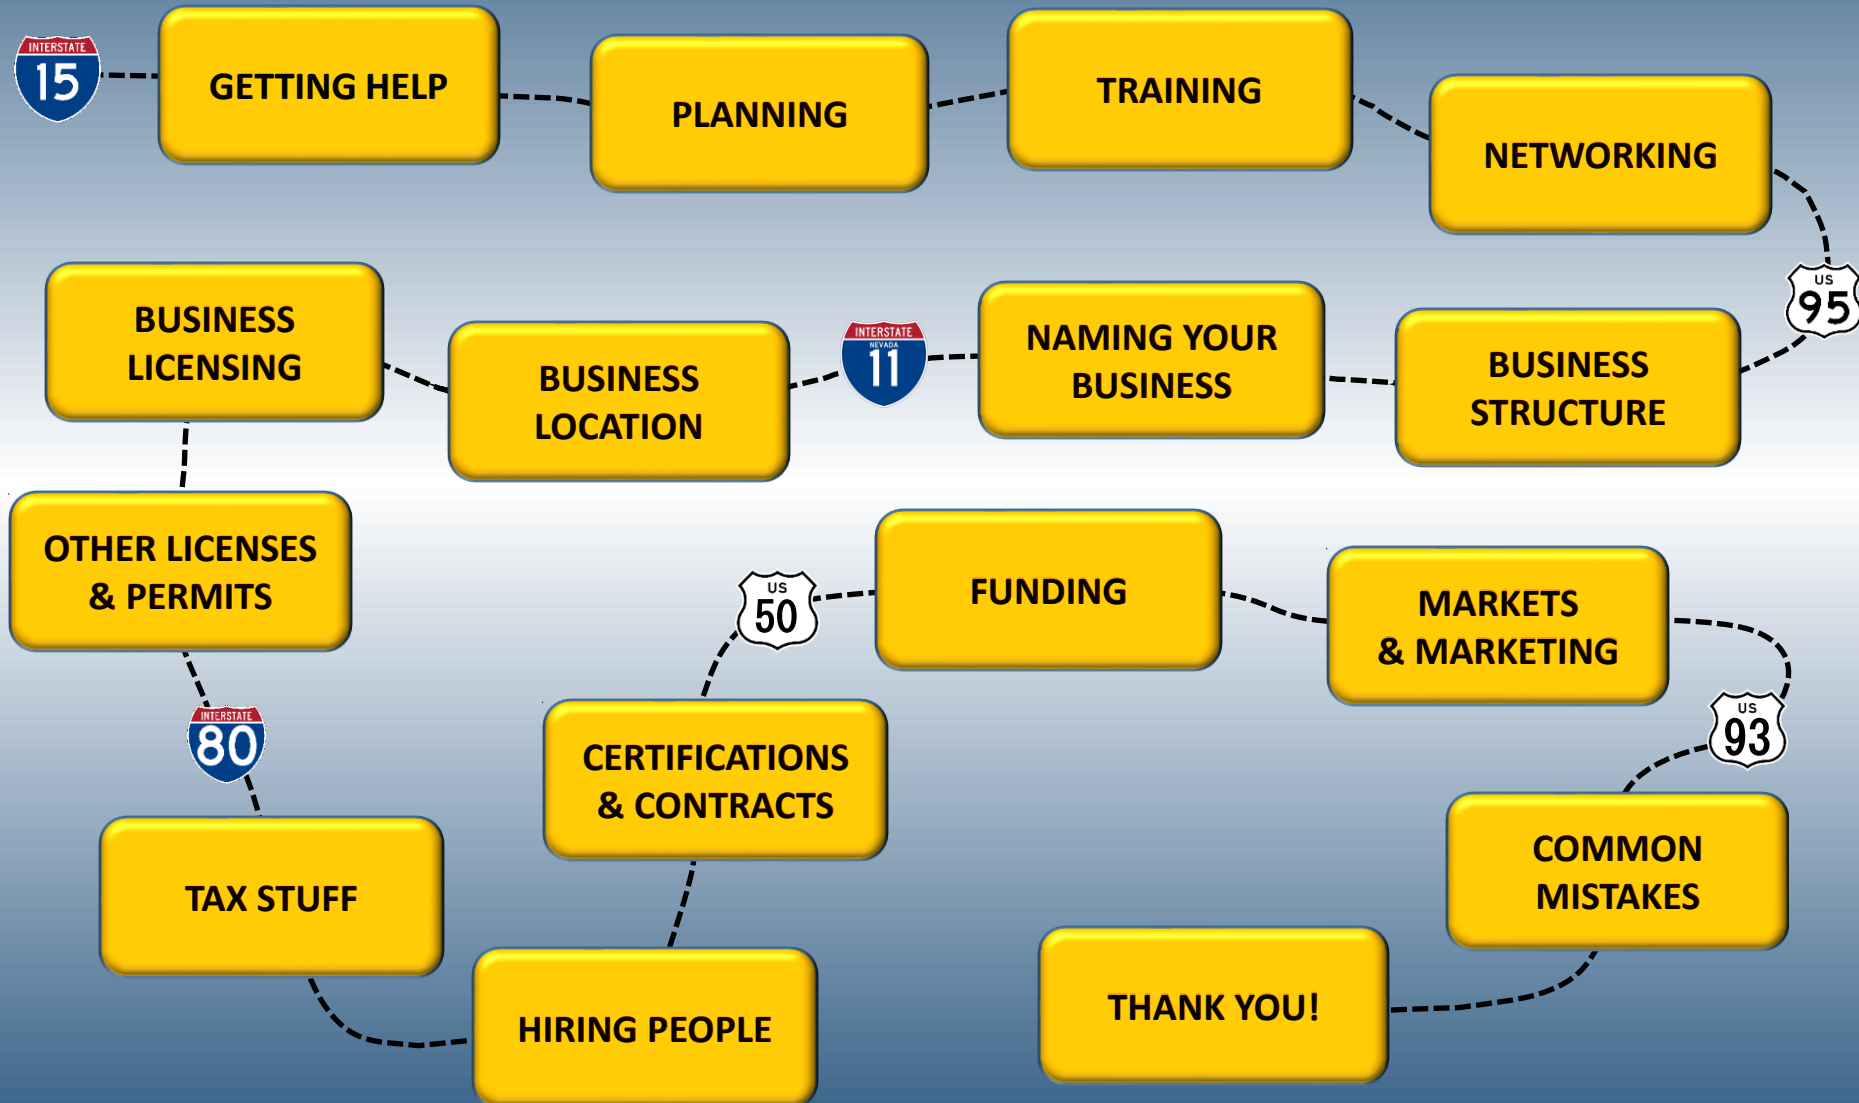 INTERSTATE
15
GETTING HELP
PLANNING
TRAINING
NETWORKING
US
95
BUSINESS
STRUCTURE
NAMING YOUR
BUSINESS
INTERSTATE
NEVADA
11
BUSINESS
LOCATION
BUSINESS
LICENSING
OTHER LICENSES
& PERMITS
INTERSTATE
80
TAX STUFF
HIRING PEOPLE
CERTIFICATIONS
& CONTRACTS
US
50
FUNDING
MARKETS
& MARKETING
US
93
COMMON
MISTAKES
THANK YOU!